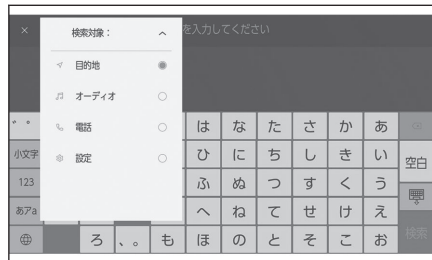 × 検索対象： を入力してください
目的地
オーディオ
電話
設定
゛゜ は な た さ か あ
小文字 ひ に ち し き い 空白
123 ふ ぬ つ す く う
あアa へ ね て せ け え
ろ 、。 も ほ の と そ こ お 検索